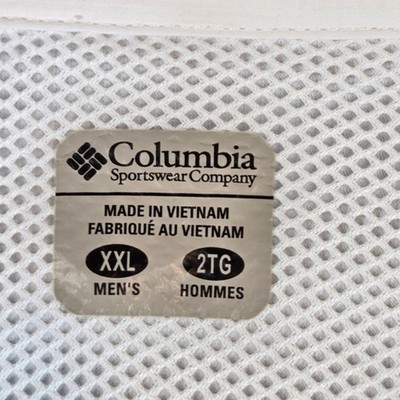 Columbia
Sportswear Company
MADE IN VIETNAM
FABRIQUÉ AU VIETNAM
XXL 2TG
MEN'S HOMMES